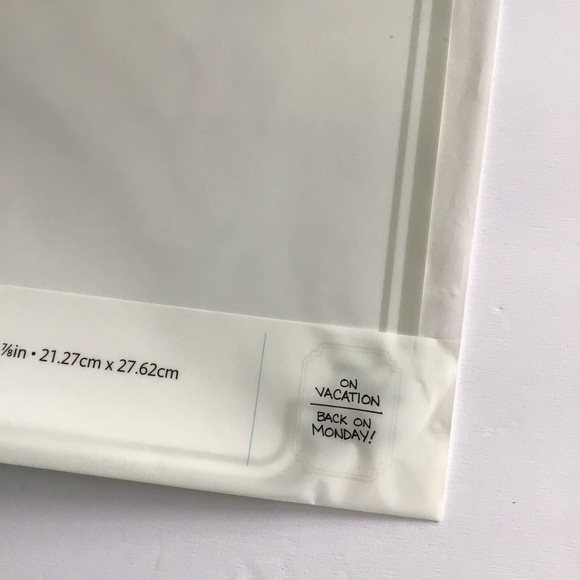 ⅞in • 21.27cm x 27.62cm
ON
VACATION
BACK ON
MONDAY!